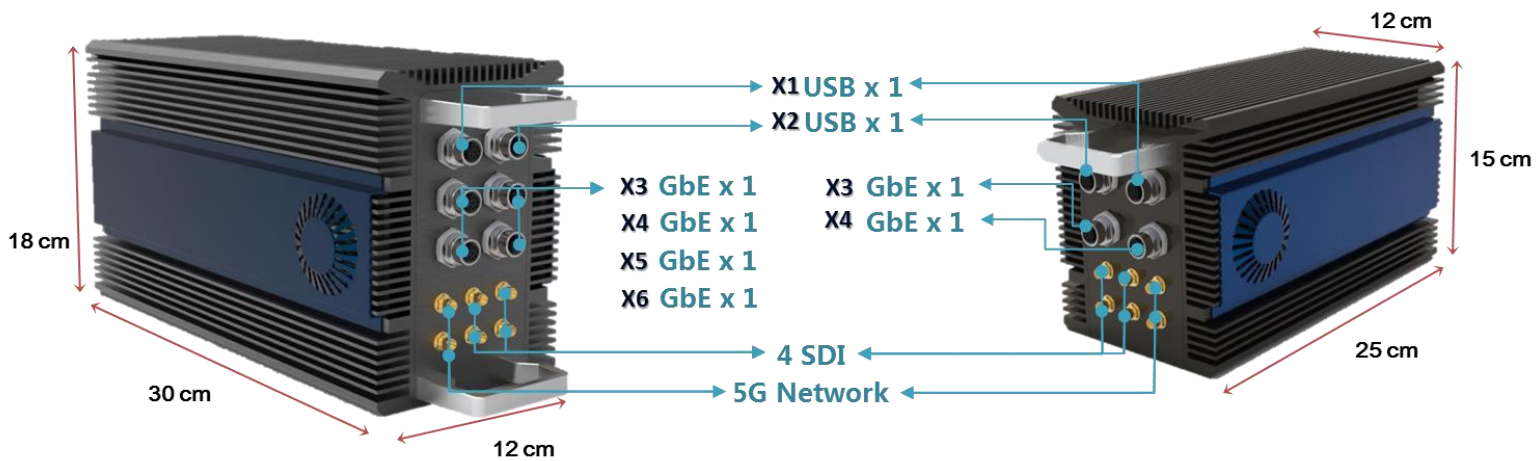 12 cm
X1 USB x 1
X2 USB x 1
15 cm
X3 GbE x 1
X3 GbE x 1
X4 GbE x 1
X4 GbE x 1
18 cm
X5 GbE x 1
X6 GbE x 1
4 SDI
25 cm
30 cm
5G Network
12 cm